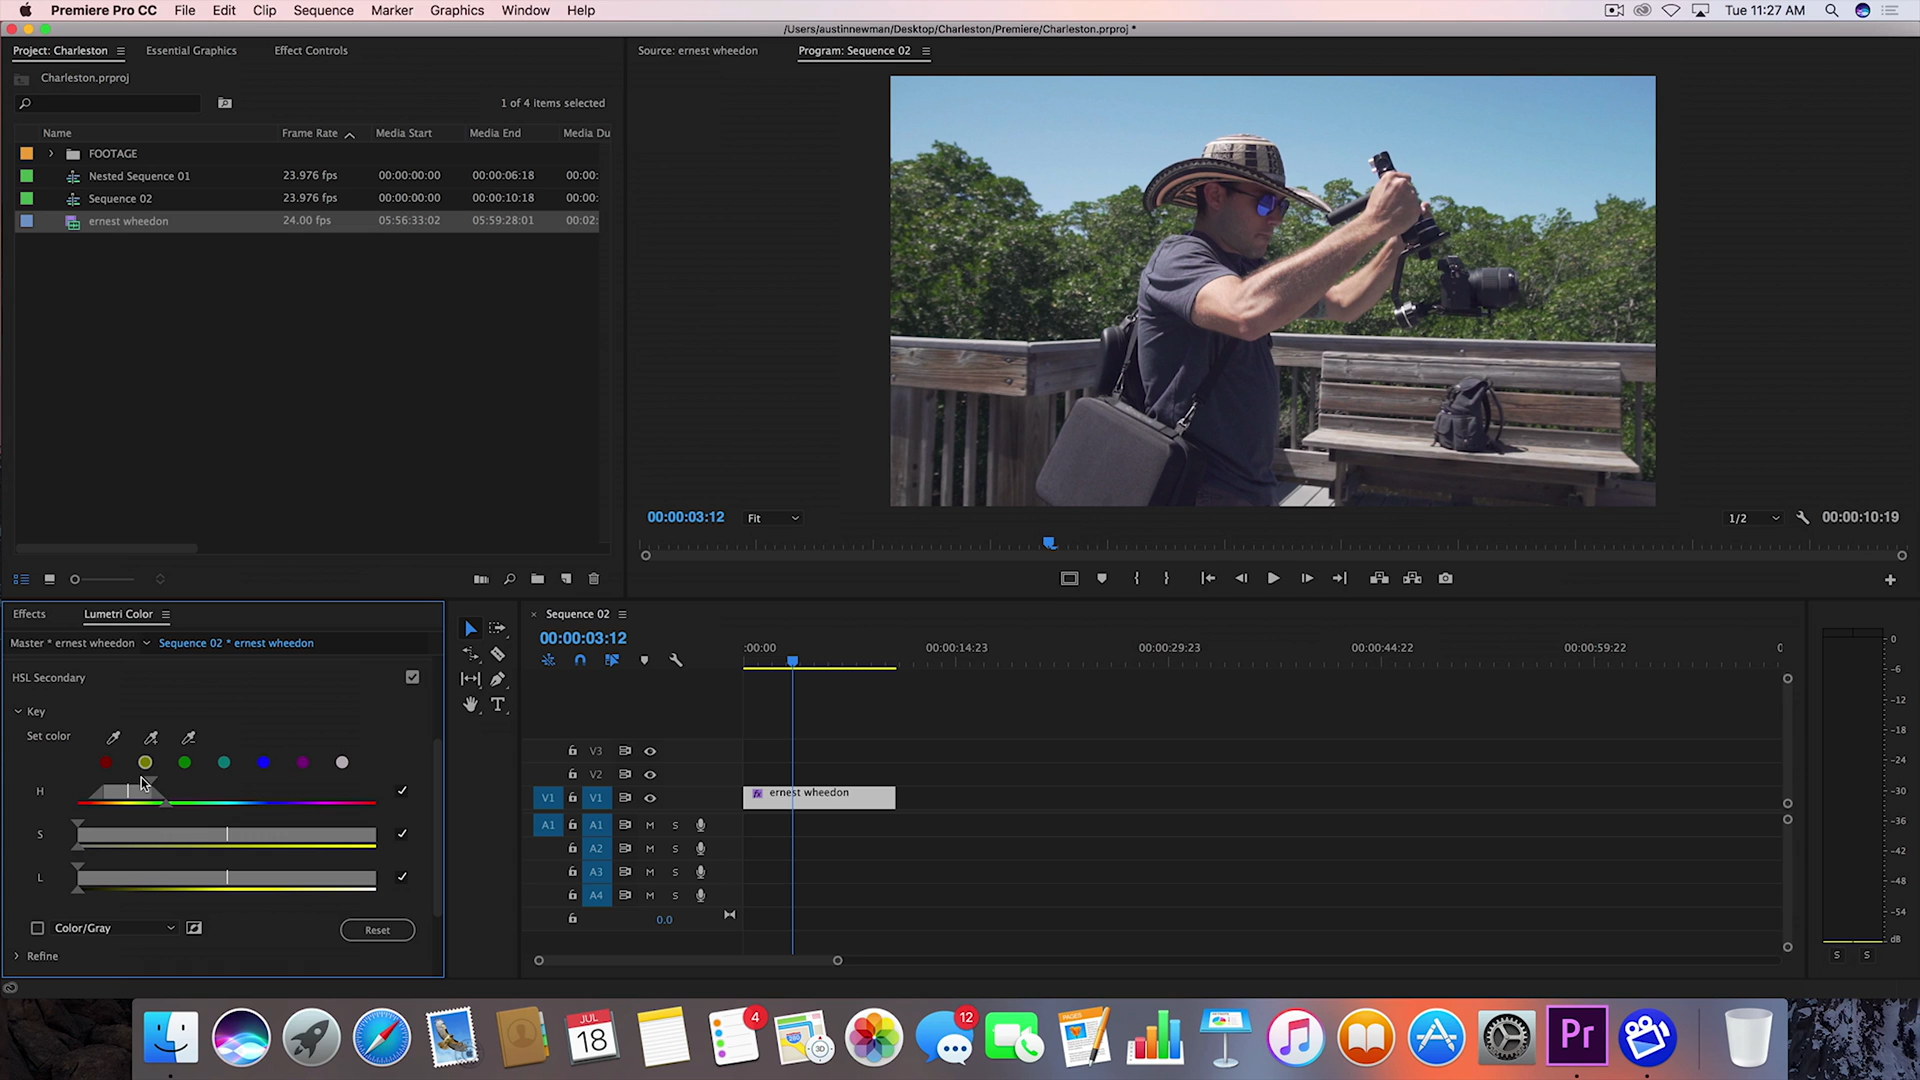 Premiere Pro CC File Edit Clip Sequence Marker Graphics Window Help Tue 11:27 AM
/Users/austinnewman/Desktop/Charleston/Premiere/Charleston.prproj *
Project: Charleston Essential Graphics Effect Controls
Source: ernest wheedon Program: Sequence 02
Charleston.prproj
1 of 4 items selected
Name Frame Rate Media Start Media End Media Du
FOOTAGE
Nested Sequence 01 23.976 fps 00:00:00:00 00:00:06:18 00:00:
Sequence 02 23.976 fps 00:00:00:00 00:00:10:18 00:00:
ernest wheedon 24.00 fps 05:56:33:02 05:59:28:01 00:02:
00:00:03:12 Fit 1/2 00:00:10:19
Effects Lumetri Color
Master * ernest wheedon Sequence 02 * ernest wheedon
HSL Secondary
Key
Set color
H
S
L
Color/Gray Reset
Refine
T
× Sequence 02
00:00:03:12
:00:00 00:00:14:23 00:00:29:23 00:00:44:22 00:00:59:22 0
V3
V2
V1 V1 fx ernest wheedon
A1 A1 M S
A2 M S
A3 M S
A4 M S
0.0
0
-6
-12
-18
-24
-30
-36
-42
-48
-54
dB
S S
JUL
18
4
3D
280
12
PAGES
Pr